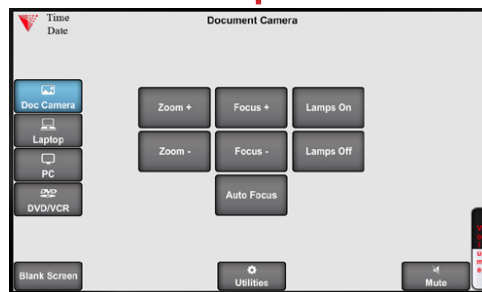 Time
Date
Document Camera
Doc Camera
Laptop
PC
DVD
DVD/VCR
Zoom +
Focus +
Lamps On
Zoom -
Focus -
Lamps Off
Auto Focus
Blank Screen
Utilities
Mute